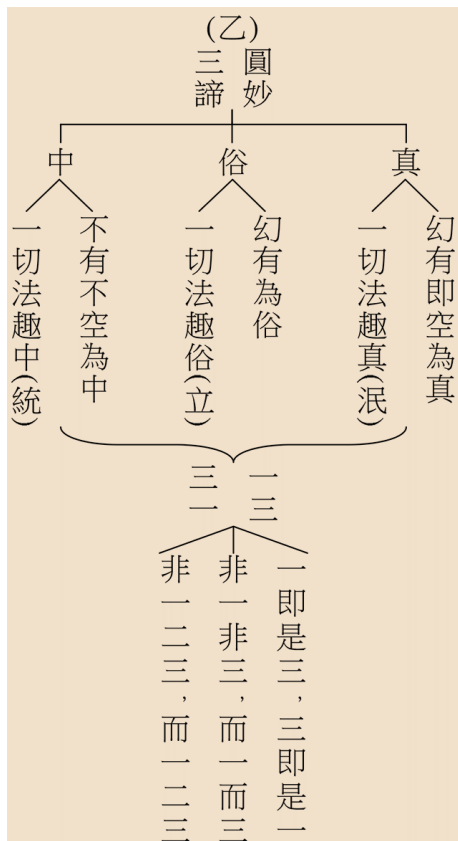 (乙)
圓妙
三諦
真
幻有即空為真
一切法趣真(泯)
俗
幻有為俗
一切法趣俗(立)
中
不有不空為中
一切法趣中(統)
一三
三一
一即是三，三即是一
非一非三，而一而三
非一二三，而一二三